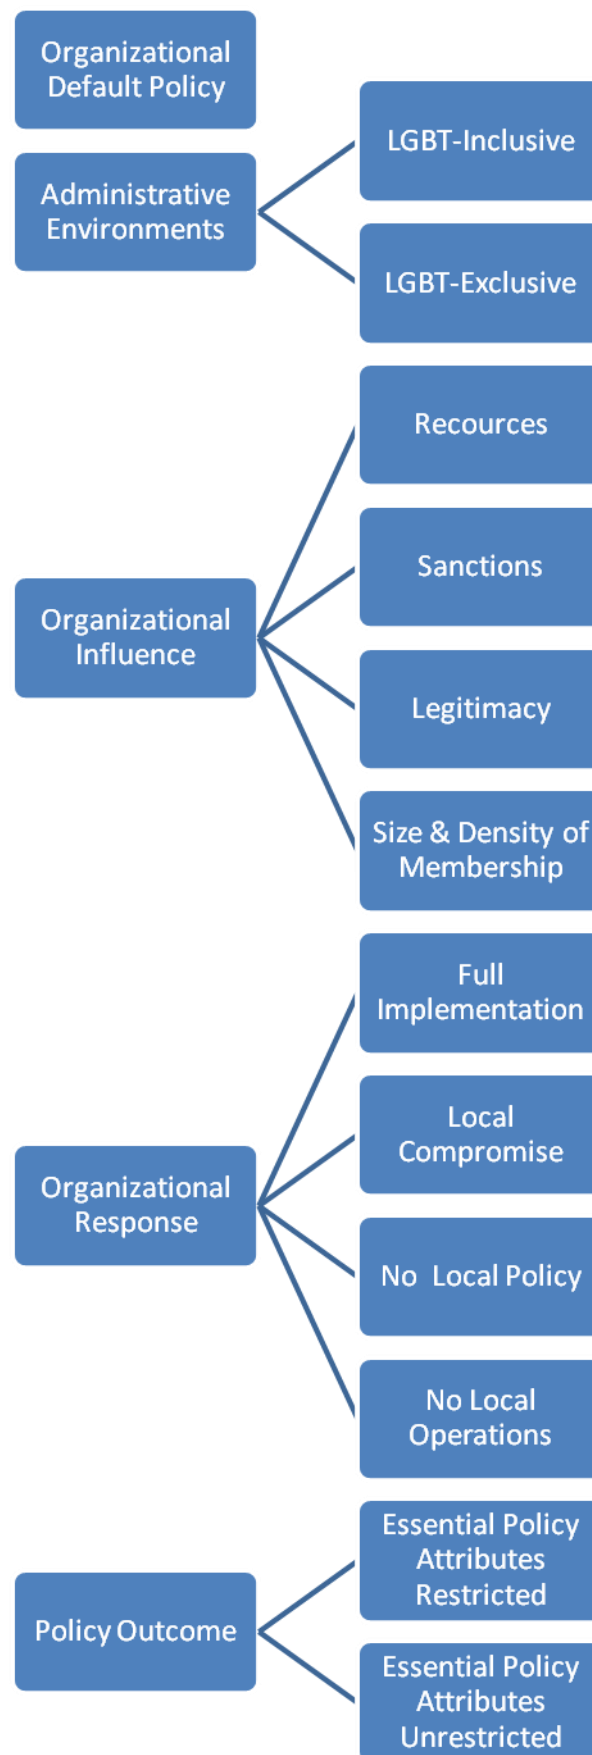 Organizational
Default Policy
Administrative
Environments
LGBT-Inclusive
LGBT-Exclusive
Organizational
Influence
Recources
Sanctions
Legitimacy
Size & Density of
Membership
Organizational
Response
Full
Implementation
Local
Compromise
No Local Policy
No Local
Operations
Policy Outcome
Essential Policy
Attributes
Restricted
Essential Policy
Attributes
Unrestricted